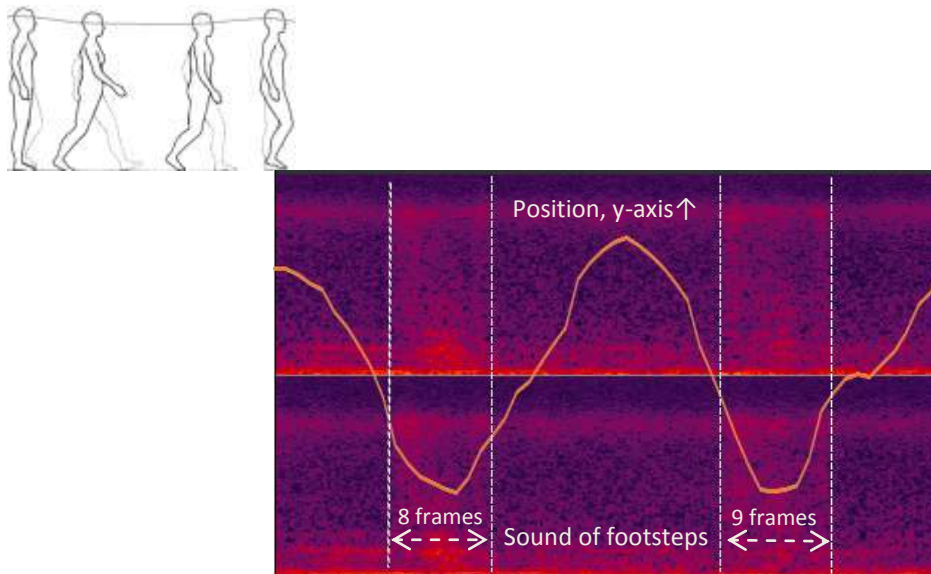 Position, y-axis↑
8 frames
Sound of footsteps
9 frames